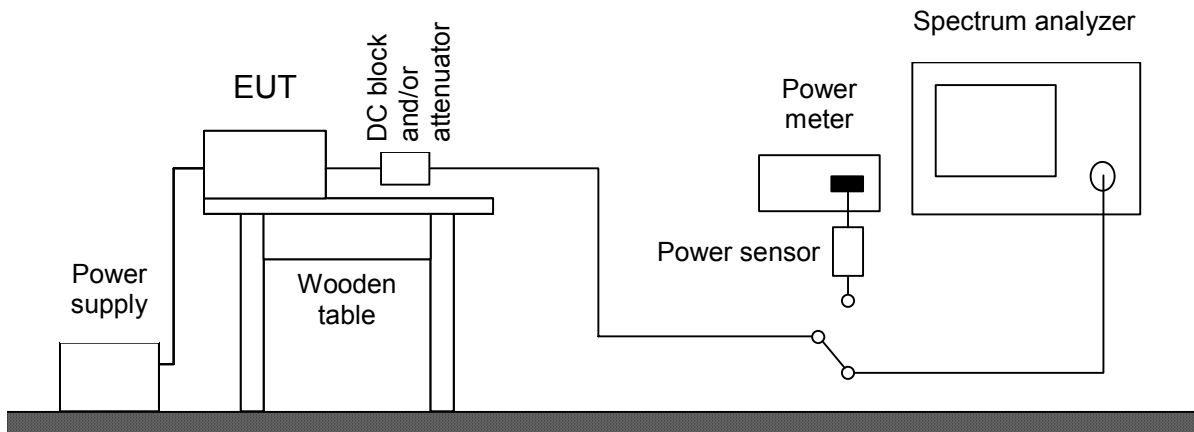 Spectrum analyzer
EUT
DC block
and/or
attenuator
Power
meter
Power sensor
Power
supply
Wooden
table